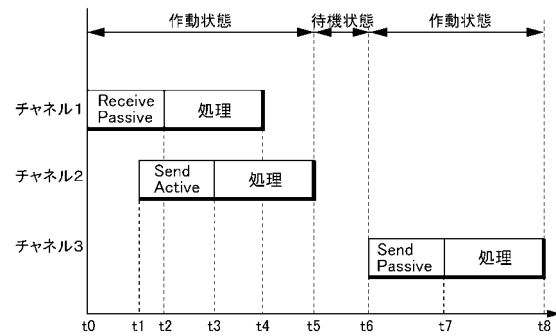 作動状態 待機状態 作動状態
チャネル1 Receive Passive 処理
チャネル2 Send Active 処理
チャネル3 Send Passive 処理
t0 t1 t2 t3 t4 t5 t6 t7 t8